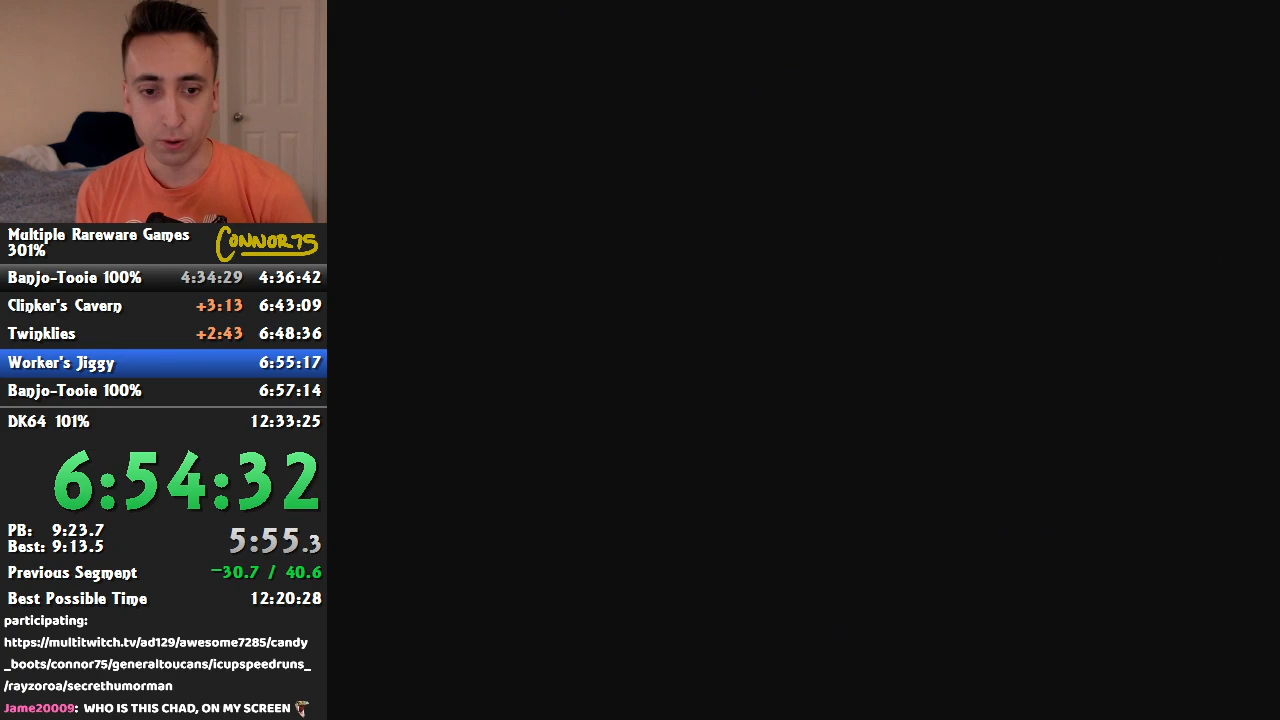 Multiple Rareware Games
301%
CONNOR75
Banjo-Tooie 100% 4:34:29 4:36:42
Clinker's Cavern +3:13 6:43:09
Twinklies +2:43 6:48:36
Worker's Jiggy 6:55:17
Banjo-Tooie 100% 6:57:14
DK64 101% 12:33:25
6:54:32
PB: 9:23.7
Best: 9:13.5
5:55.3
Previous Segment −30.7 / 40.6
Best Possible Time 12:20:28
participating:
https://multitwitch.tv/ad129/awesome7285/candy
_boots/connor75/generaltoucans/icupspeedruns_
/rayzoroa/secrethumorman
Jame20009: WHO IS THIS CHAD, ON MY SCREEN